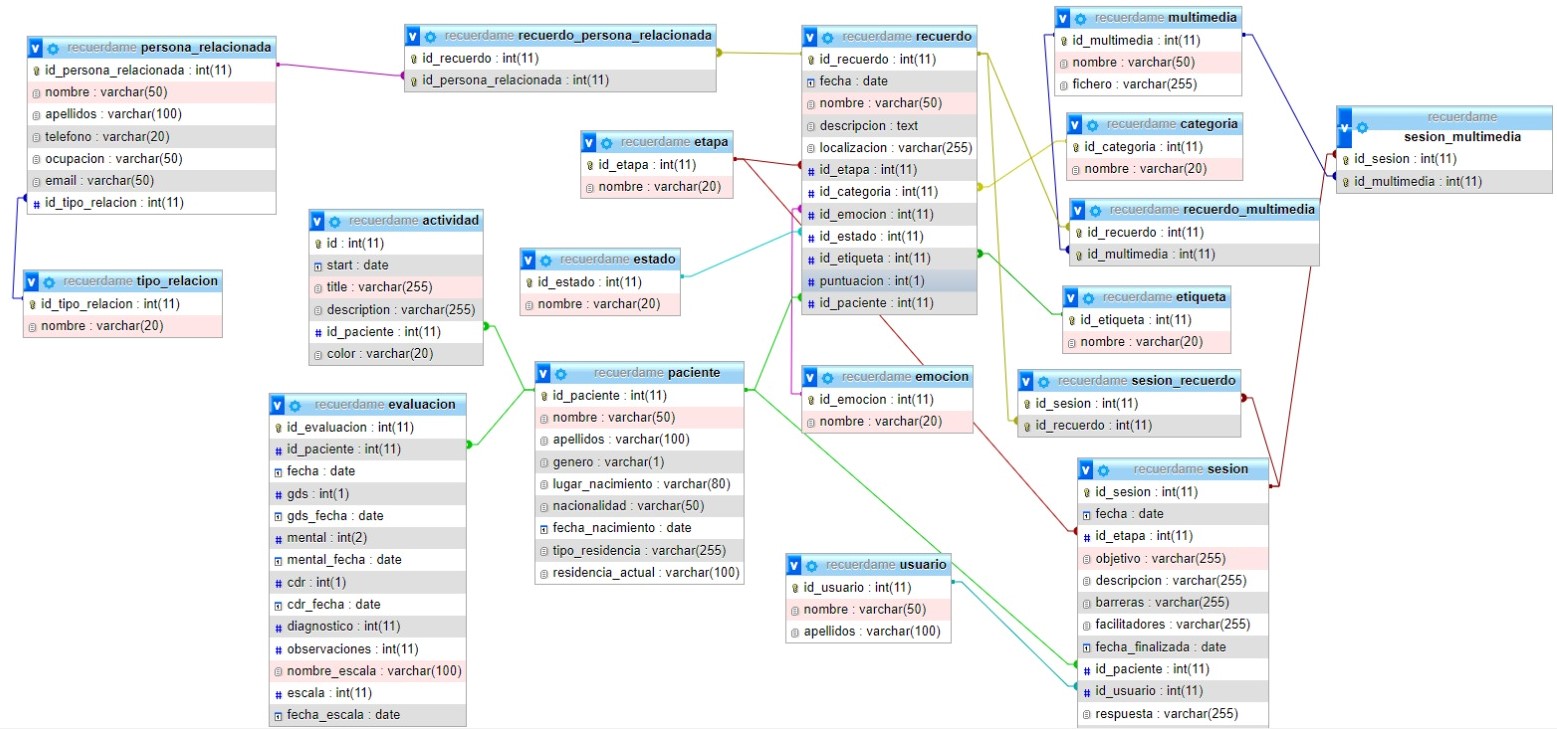 recuerdame persona_relacionada
id_persona_relacionada : int(11)
nombre : varchar(50)
apellidos : varchar(100)
telefono : varchar(20)
ocupacion : varchar(50)
email : varchar(50)
id_tipo_relacion : int(11)
recuerdame tipo_relacion
id_tipo_relacion : int(11)
nombre : varchar(20)
recuerdame recuerdo_persona_relacionada
id_recuerdo : int(11)
id_persona_relacionada : int(11)
recuerdame actividad
id : int(11)
start : date
title : varchar(255)
description : varchar(255)
id_paciente : int(11)
color : varchar(20)
recuerdame evaluacion
id_evaluacion : int(11)
id_paciente : int(11)
fecha : date
gds : int(1)
gds_fecha : date
mental : int(2)
mental_fecha : date
cdr : int(1)
cdr_fecha : date
diagnostico : int(11)
observaciones : int(11)
nombre_escala : varchar(100)
escala : int(11)
fecha_escala : date
recuerdame etapa
id_etapa : int(11)
nombre : varchar(20)
recuerdame estado
id_estado : int(11)
nombre : varchar(20)
recuerdame paciente
id_paciente : int(11)
nombre : varchar(50)
apellidos : varchar(100)
genero : varchar(1)
lugar_nacimiento : varchar(80)
nacionalidad : varchar(50)
fecha_nacimiento : date
tipo_residencia : varchar(255)
residencia_actual : varchar(100)
recuerdame recuerdo
id_recuerdo : int(11)
fecha : date
nombre : varchar(50)
descripcion : text
localizacion : varchar(255)
id_etapa : int(11)
id_categoria : int(11)
id_emocion : int(11)
id_estado : int(11)
id_etiqueta : int(11)
puntuacion : int(1)
id_paciente : int(11)
recuerdame emocion
id_emocion : int(11)
nombre : varchar(20)
recuerdame usuario
id_usuario : int(11)
nombre : varchar(50)
apellidos : varchar(100)
recuerdame multimedia
id_multimedia : int(11)
nombre : varchar(50)
fichero : varchar(255)
recuerdame categoria
id_categoria : int(11)
nombre : varchar(20)
recuerdame recuerdo_multimedia
id_recuerdo : int(11)
id_multimedia : int(11)
recuerdame etiqueta
id_etiqueta : int(11)
nombre : varchar(20)
recuerdame sesion_recuerdo
id_sesion : int(11)
id_recuerdo : int(11)
recuerdame sesion
id_sesion : int(11)
fecha : date
id_etapa : int(11)
objetivo : varchar(255)
descripcion : varchar(255)
barreras : varchar(255)
facilitadores : varchar(255)
fecha_finalizada : date
id_paciente : int(11)
id_usuario : int(11)
respuesta : varchar(255)
recuerdame
sesion_multimedia
id_sesion : int(11)
id_multimedia : int(11)